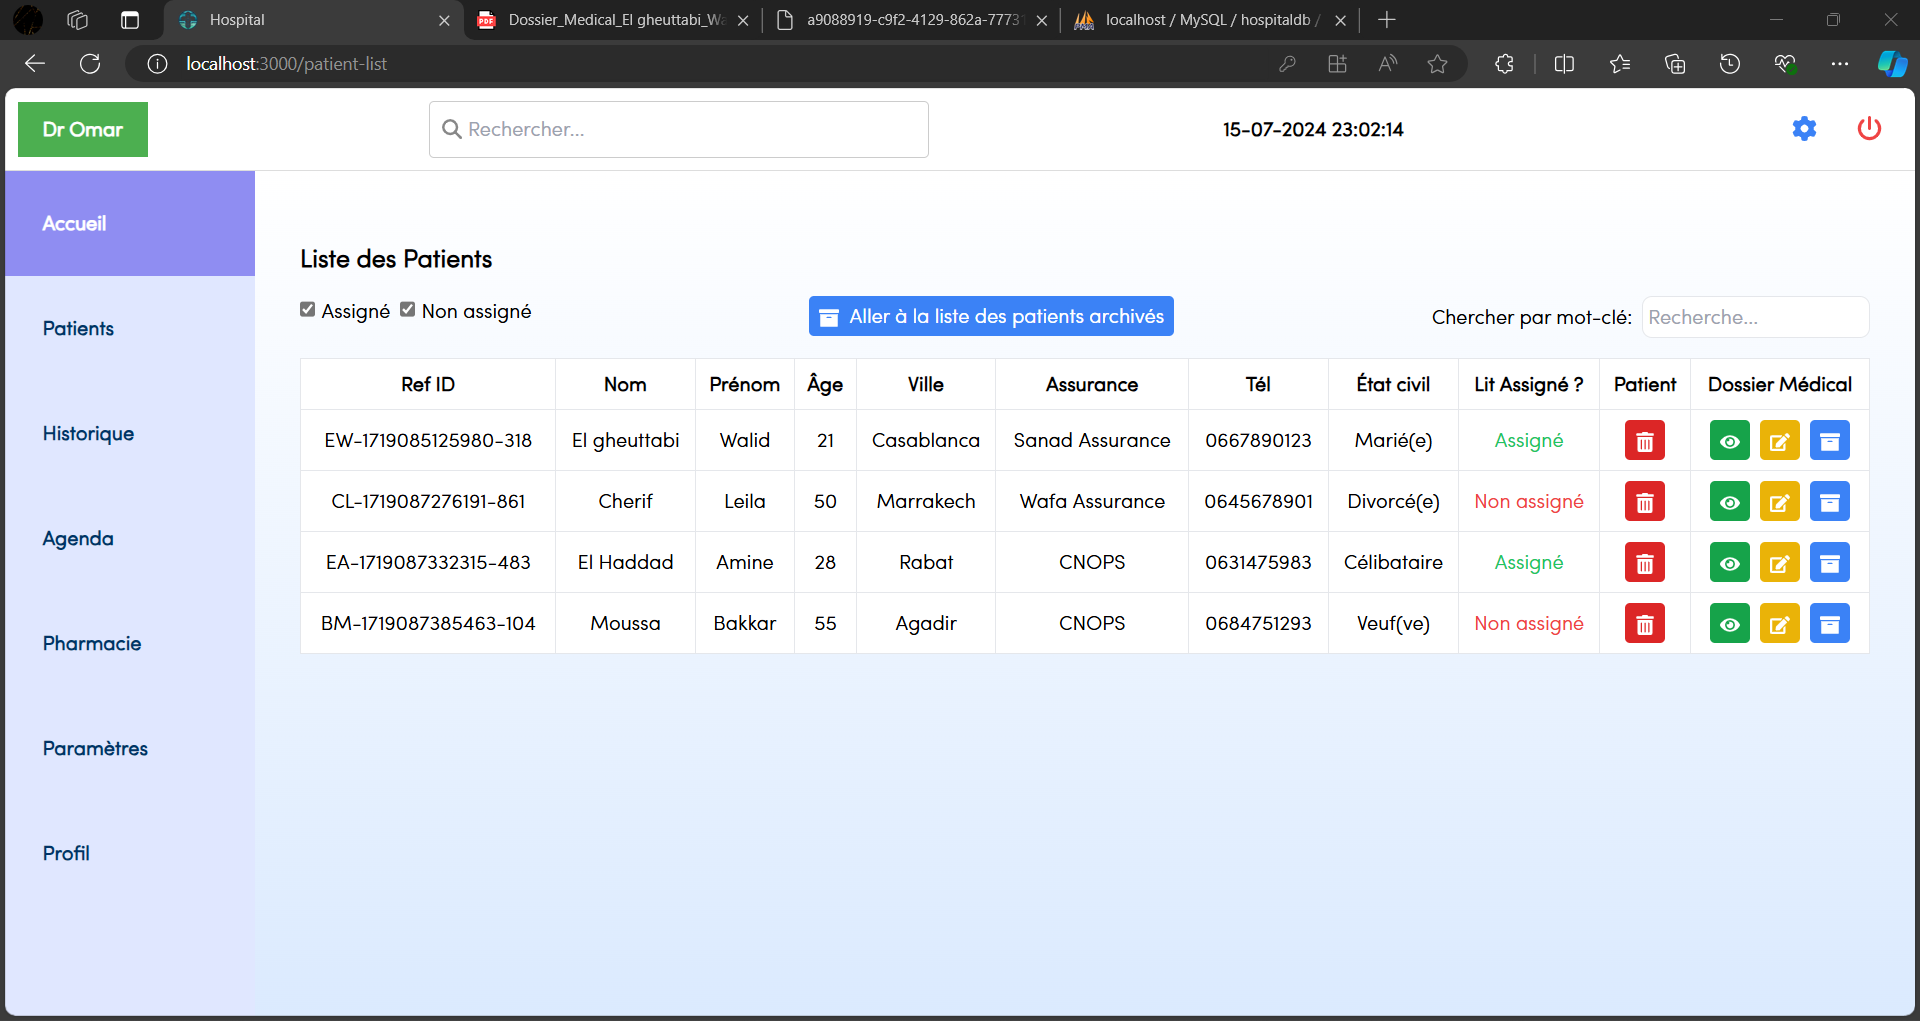 Hospital
Dossier_Medical_El gheuttabi_Wa
a9088919-c9f2-4129-862a-77731
localhost / MySQL / hospitaldb /
localhost:3000/patient-list
Dr Omar
Rechercher...
15-07-2024 23:02:14
Accueil
Patients
Historique
Agenda
Pharmacie
Paramètres
Profil
Liste des Patients
Assigné Non assigné
Aller à la liste des patients archivés
Chercher par mot-clé: Recherche...
Ref ID Nom Prénom Âge Ville Assurance Tél État civil Lit Assigné ? Patient Dossier Médical
EW-1719085125980-318 El gheuttabi Walid 21 Casablanca Sanad Assurance 0667890123 Marié(e) Assigné
CL-1719087276191-861 Cherif Leila 50 Marrakech Wafa Assurance 0645678901 Divorcé(e) Non assigné
EA-1719087332315-483 El Haddad Amine 28 Rabat CNOPS 0631475983 Célibataire Assigné
BM-1719087385463-104 Moussa Bakkar 55 Agadir CNOPS 0684751293 Veuf(ve) Non assigné